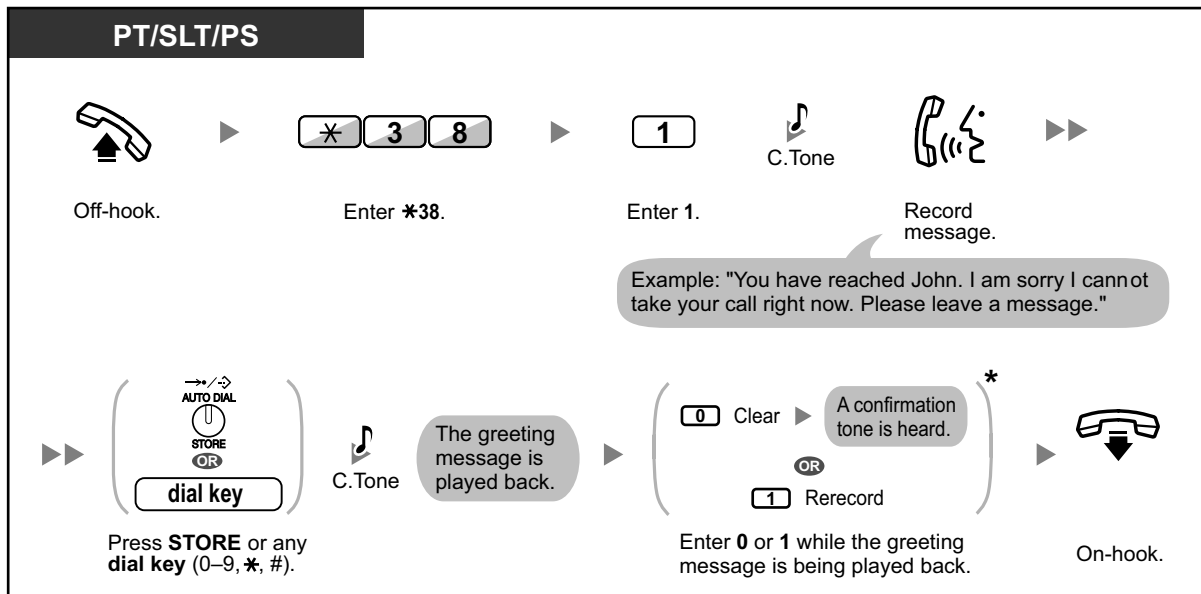 PT/SLT/PS
✳ 3 8
1
C.Tone
Off-hook.
Enter ✳38.
Enter 1.
Record
message.
Example: "You have reached John. I am sorry I cannot
take your call right now. Please leave a message."
AUTO DIAL
STORE
OR
dial key
C.Tone
The greeting
message is
played back.
0 Clear
A confirmation
tone is heard.
*
OR
1 Rerecord
Press STORE or any
dial key (0–9, ✳, #).
Enter 0 or 1 while the greeting
message is being played back.
On-hook.